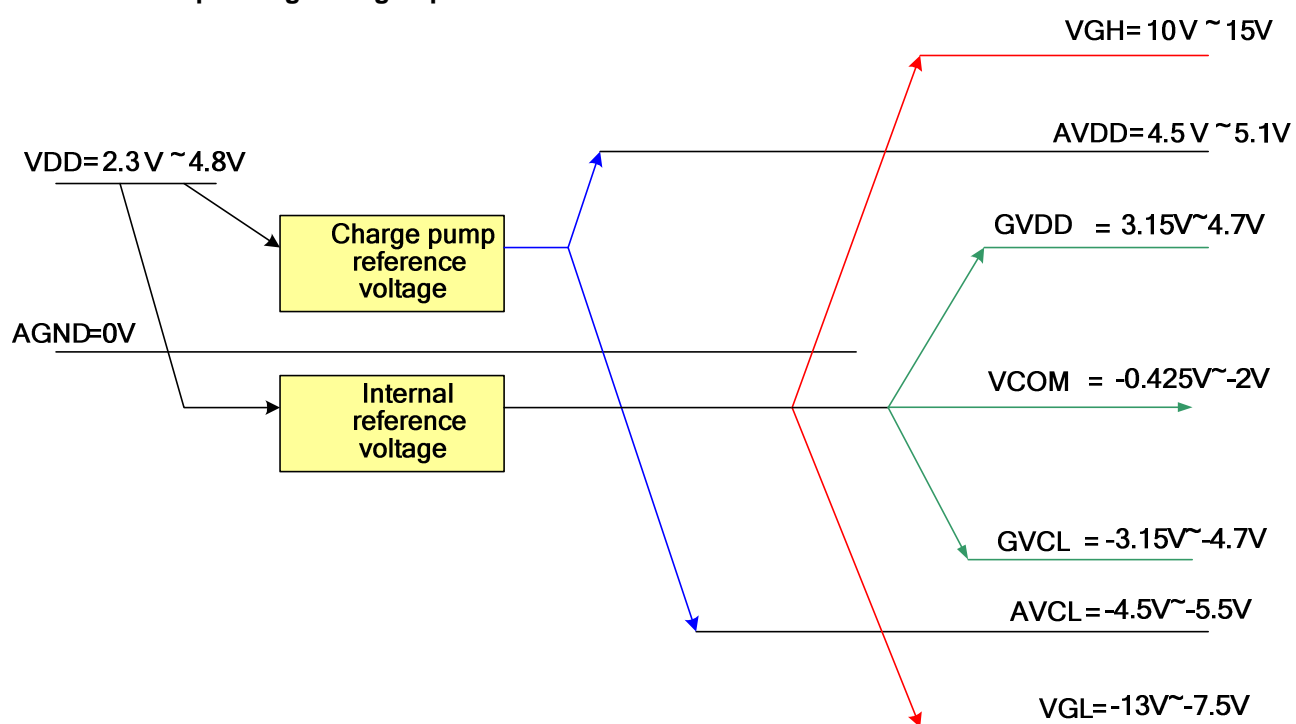 VGH=10V ~15V
AVDD=4.5 V ~5.1V
VDD=2.3 V ~4.8V
GVDD = 3.15V~4.7V
Charge pump
reference
voltage
AGND=0V
VCOM = -0.425V~-2V
Internal
reference
voltage
GVCL = -3.15V~-4.7V
AVCL=-4.5V~-5.5V
VGL=-13V~-7.5V